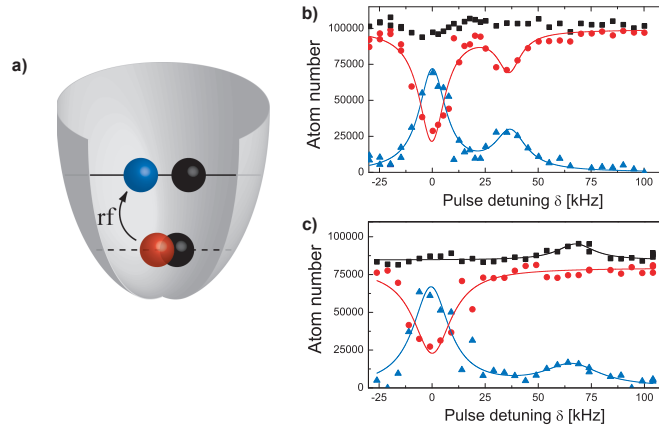 a)
rf
b)
100000
75000
50000
25000
0
Atom number
-25 0 25 50 75 100
Pulse detuning δ [kHz]
c)
100000
75000
50000
25000
0
Atom number
-25 0 25 50 75 100
Pulse detuning δ [kHz]